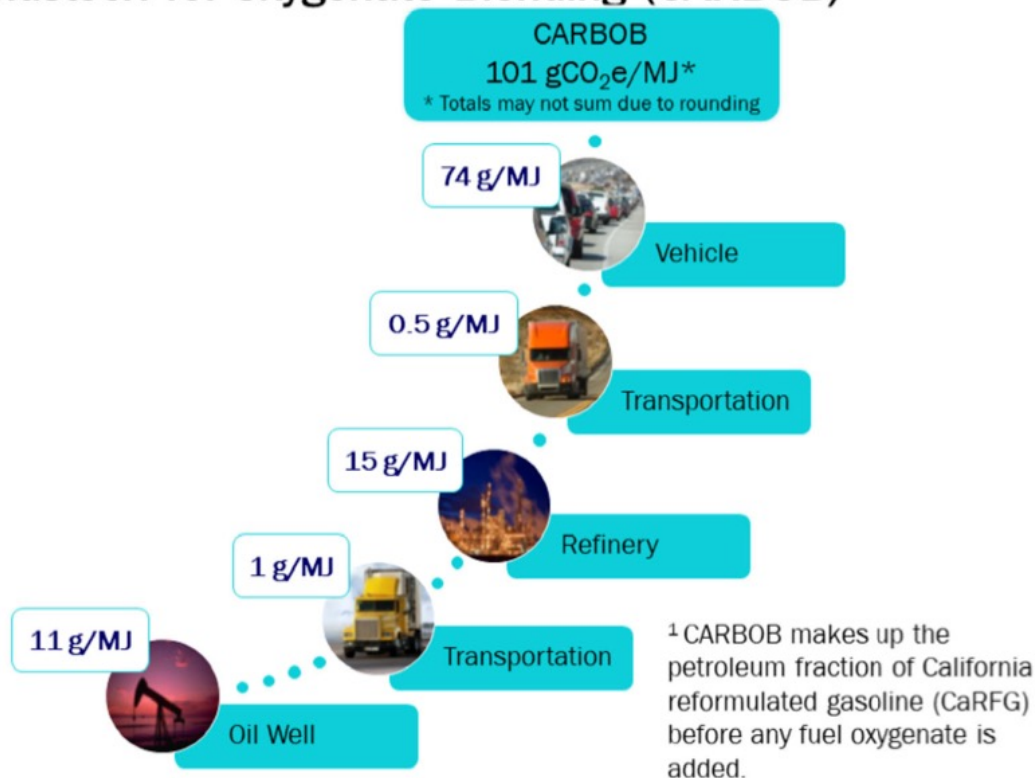 CARBOB
101 gCO₂e/MJ*
* Totals may not sum due to rounding
74 g/MJ
Vehicle
0.5 g/MJ
Transportation
15 g/MJ
Refinery
1 g/MJ
Transportation
11 g/MJ
Oil Well
¹ CARBOB makes up the
petroleum fraction of California
reformulated gasoline (CaRFG)
before any fuel oxygenate is
added.